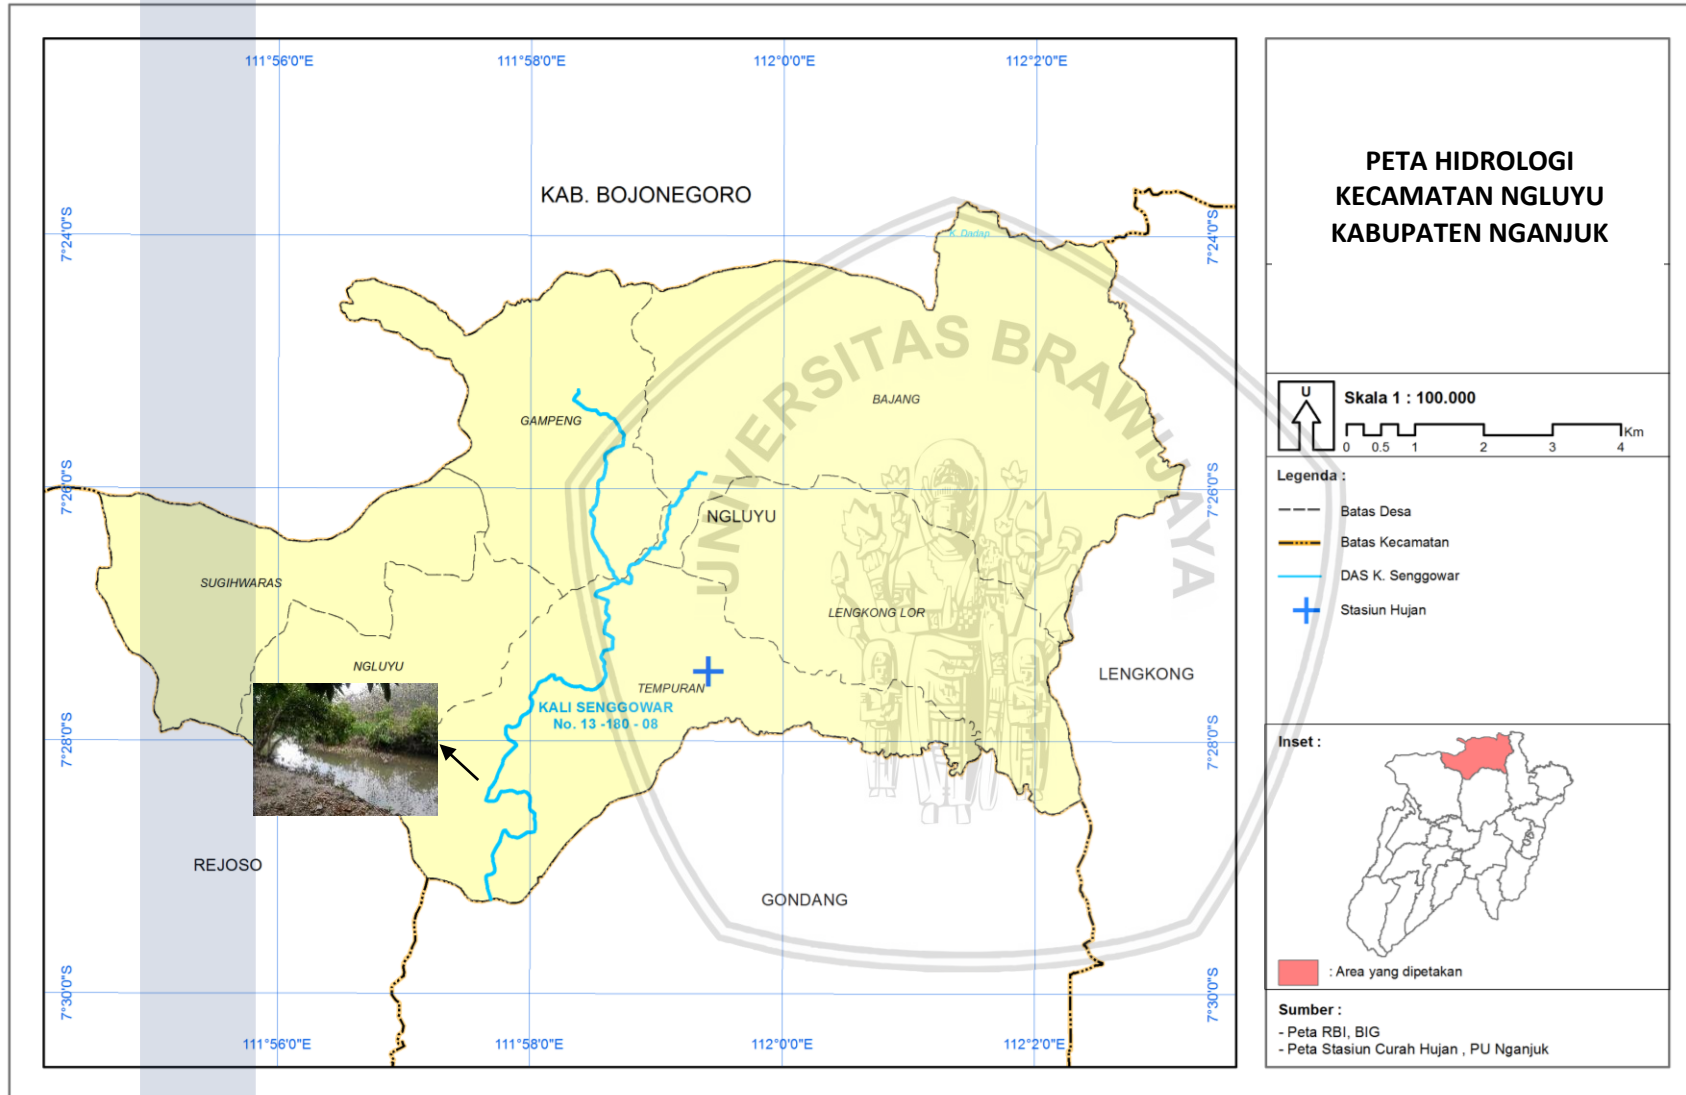 111°56'0"E
111°58'0"E
112°0'0"E
112°2'0"E
KAB. BOJONEGORO
7°24'0"S
7°24'0"S
K. Dadap
UNIVERSITAS BRAWIJAYA
BAJANG
GAMPENG
7°26'0"S
7°26'0"S
NGLUYU
SUGIHWARAS
LENGKONG LOR
NGLUYU
LENGKONG
TEMPURAN
KALI SENGGOWAR
No. 13 -180 - 08
7°28'0"S
7°28'0"S
REJOSO
GONDANG
7°30'0"S
7°30'0"S
111°56'0"E
111°58'0"E
112°0'0"E
112°2'0"E
PETA HIDROLOGI
KECAMATAN NGLUYU
KABUPATEN NGANJUK
U
Skala 1 : 100.000
Km
0 0.5 1 2 3 4
Legenda :
Batas Desa
Batas Kecamatan
DAS K. Senggowar
Stasiun Hujan
Inset :
: Area yang dipetakan
Sumber :
- Peta RBI, BIG
- Peta Stasiun Curah Hujan , PU Nganjuk